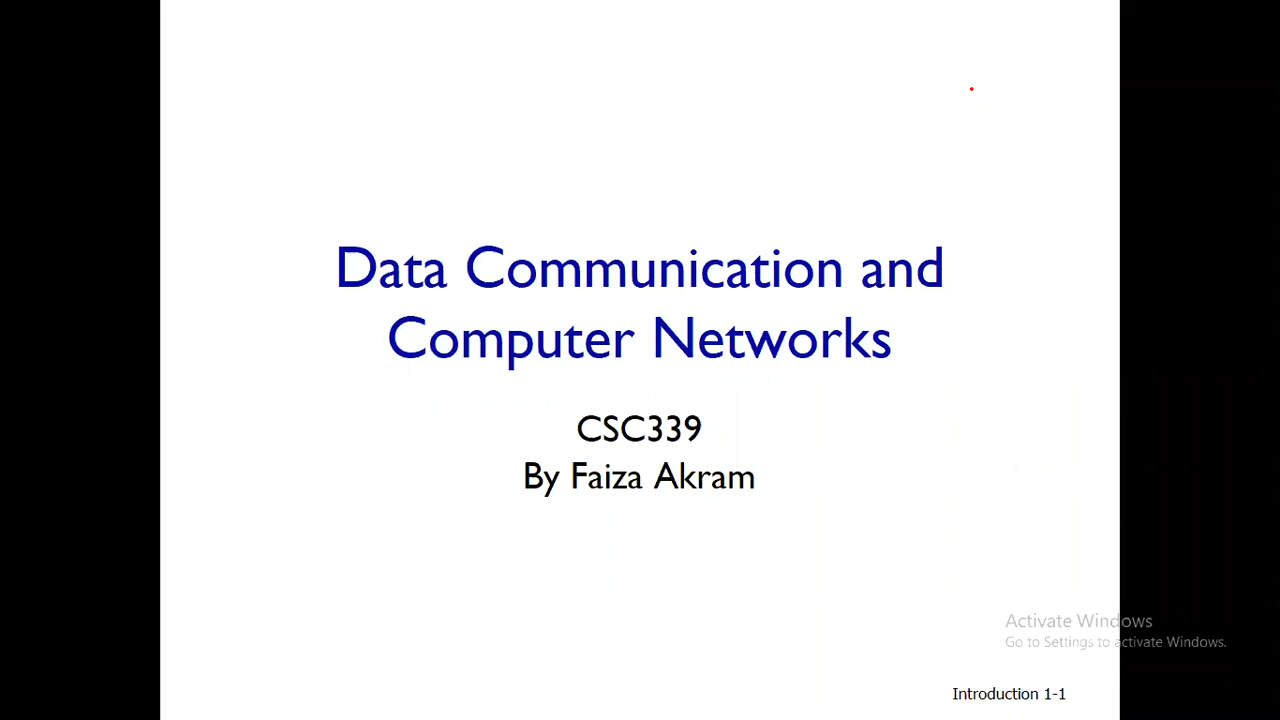 Data Communication and
Computer Networks
CSC339
By Faiza Akram
Activate Windows
Go to Settings to activate Windows.
Introduction 1-1